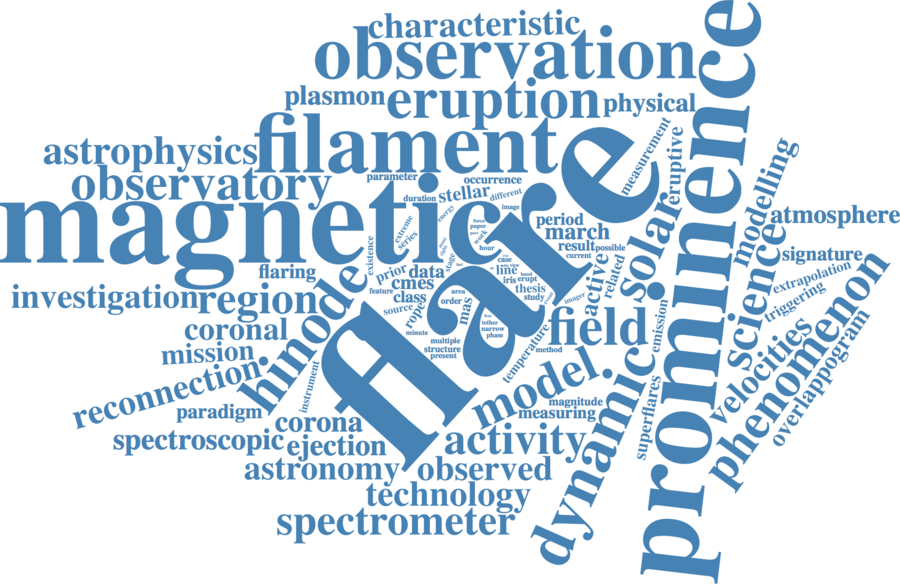 characteristic
observation
plasmon
eruption
physical
prominence
filament
flare
measurement
eruptive
astrophysics
observatory
magnetic
parameter
occurrence
duration
stellar
different
energy
image
modelling
atmosphere
period
march
result
possible
current
solar
science
signature
extreme
series
existence
force
paper
work
hour
stage
case
line
iris
erupt
thesis
study
flaring
prior
data
feature
cmes
class
source
rope
minute
area
order
mas
imager
active
related
extrapolation
triggering
investigation
region
hinode
coronal
mission
reconnection
paradigm
instrument
field
emission
tether
narrow
phase
multiple
structure
present
temperature
method
model
dynamic
velocities
phenomenon
overlappogram
magnitude
measuring
superflares
corona
spectroscopic
ejection
activity
astronomy
observed
technology
spectrometer